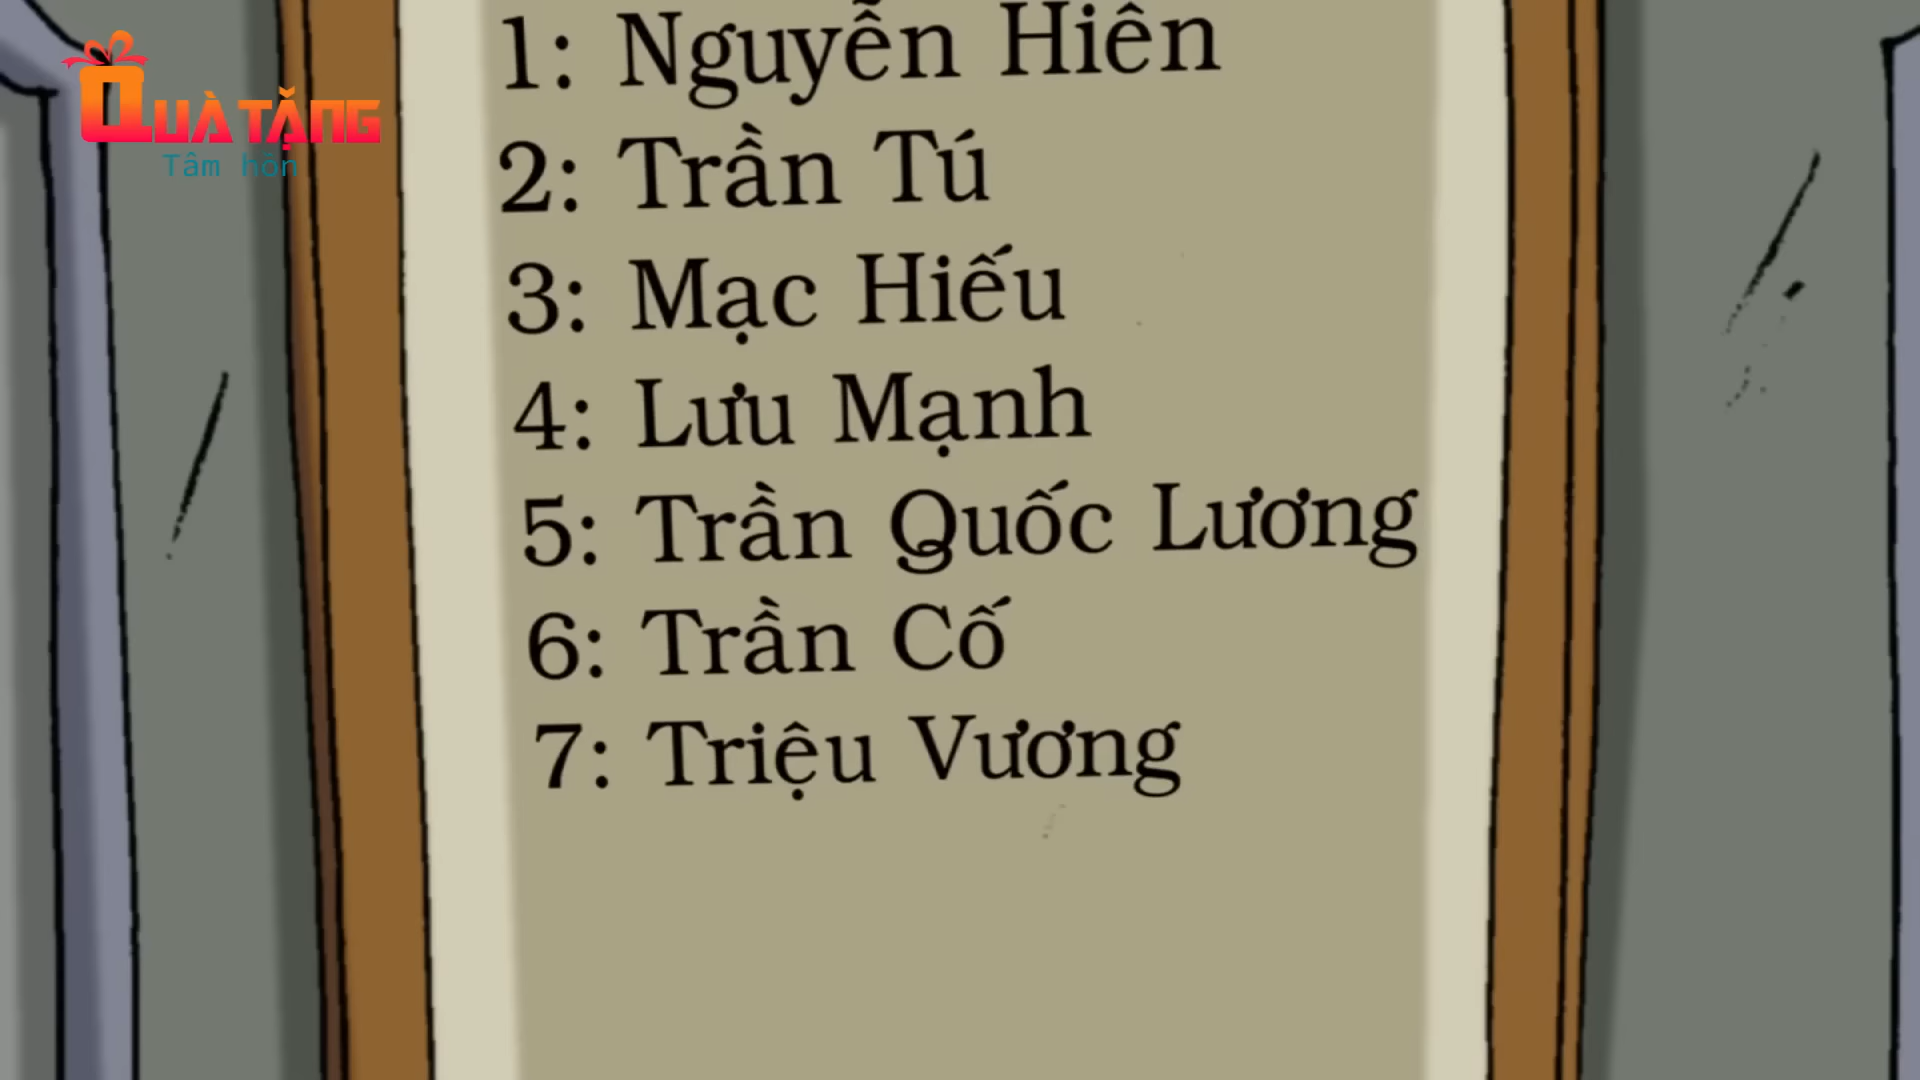 QUÀ TẶNG
Tâm hồn
1: Nguyễn Hiên
2: Trần Tú
3: Mạc Hiếu
4: Lưu Mạnh
5: Trần Quốc Lương
6: Trần Cố
7: Triệu Vương